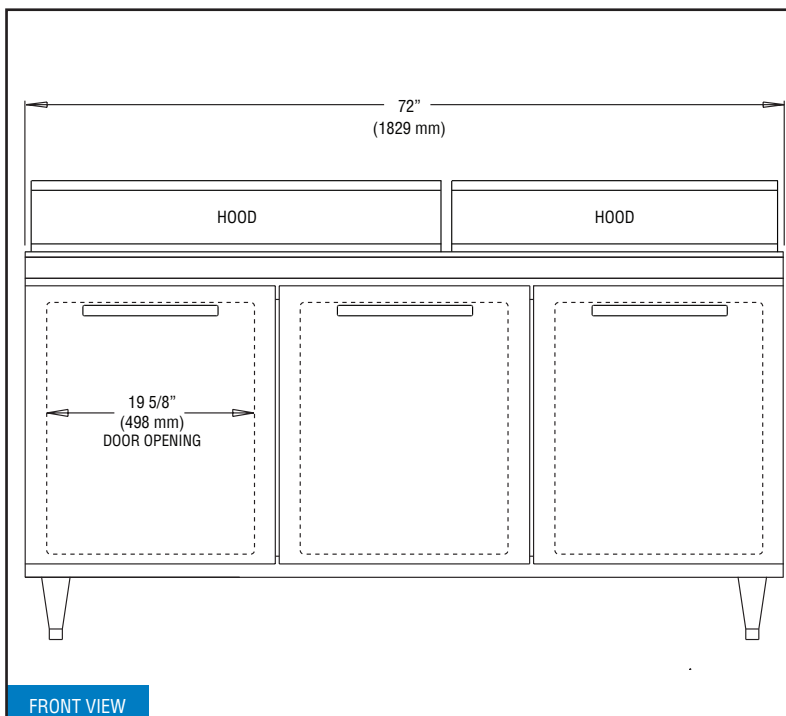 72”
(1829 mm)
HOOD
HOOD
19 5/8”
(498 mm)
DOOR OPENING
FRONT VIEW